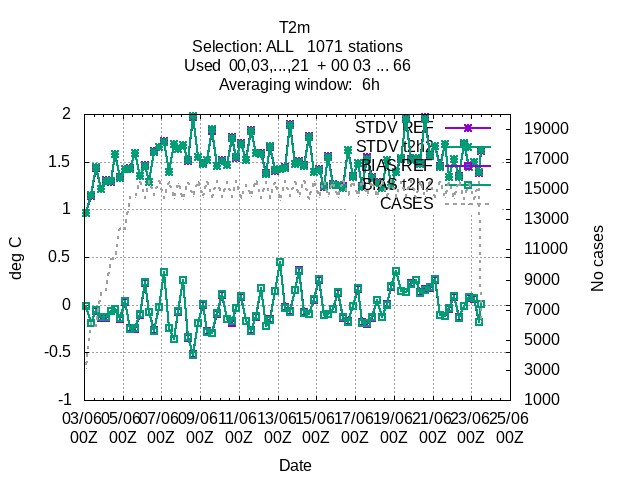 T2m
Selection: ALL   1071 stations
Used  00,03,...,21  + 00 03 ... 66
Averaging window:  6h
deg C
No cases
2
1.5
1
0.5
0
-0.5
-1
19000
17000
15000
13000
11000
9000
7000
5000
3000
1000
STDV REF
STDV t2h2
BIAS REF
BIAS t2h2
CASES
03/06 05/06 07/06 09/06 11/06 13/06 15/06 17/06 19/06 21/06 23/06 25/06
00Z 00Z 00Z 00Z 00Z 00Z 00Z 00Z 00Z 00Z 00Z 00Z
Date